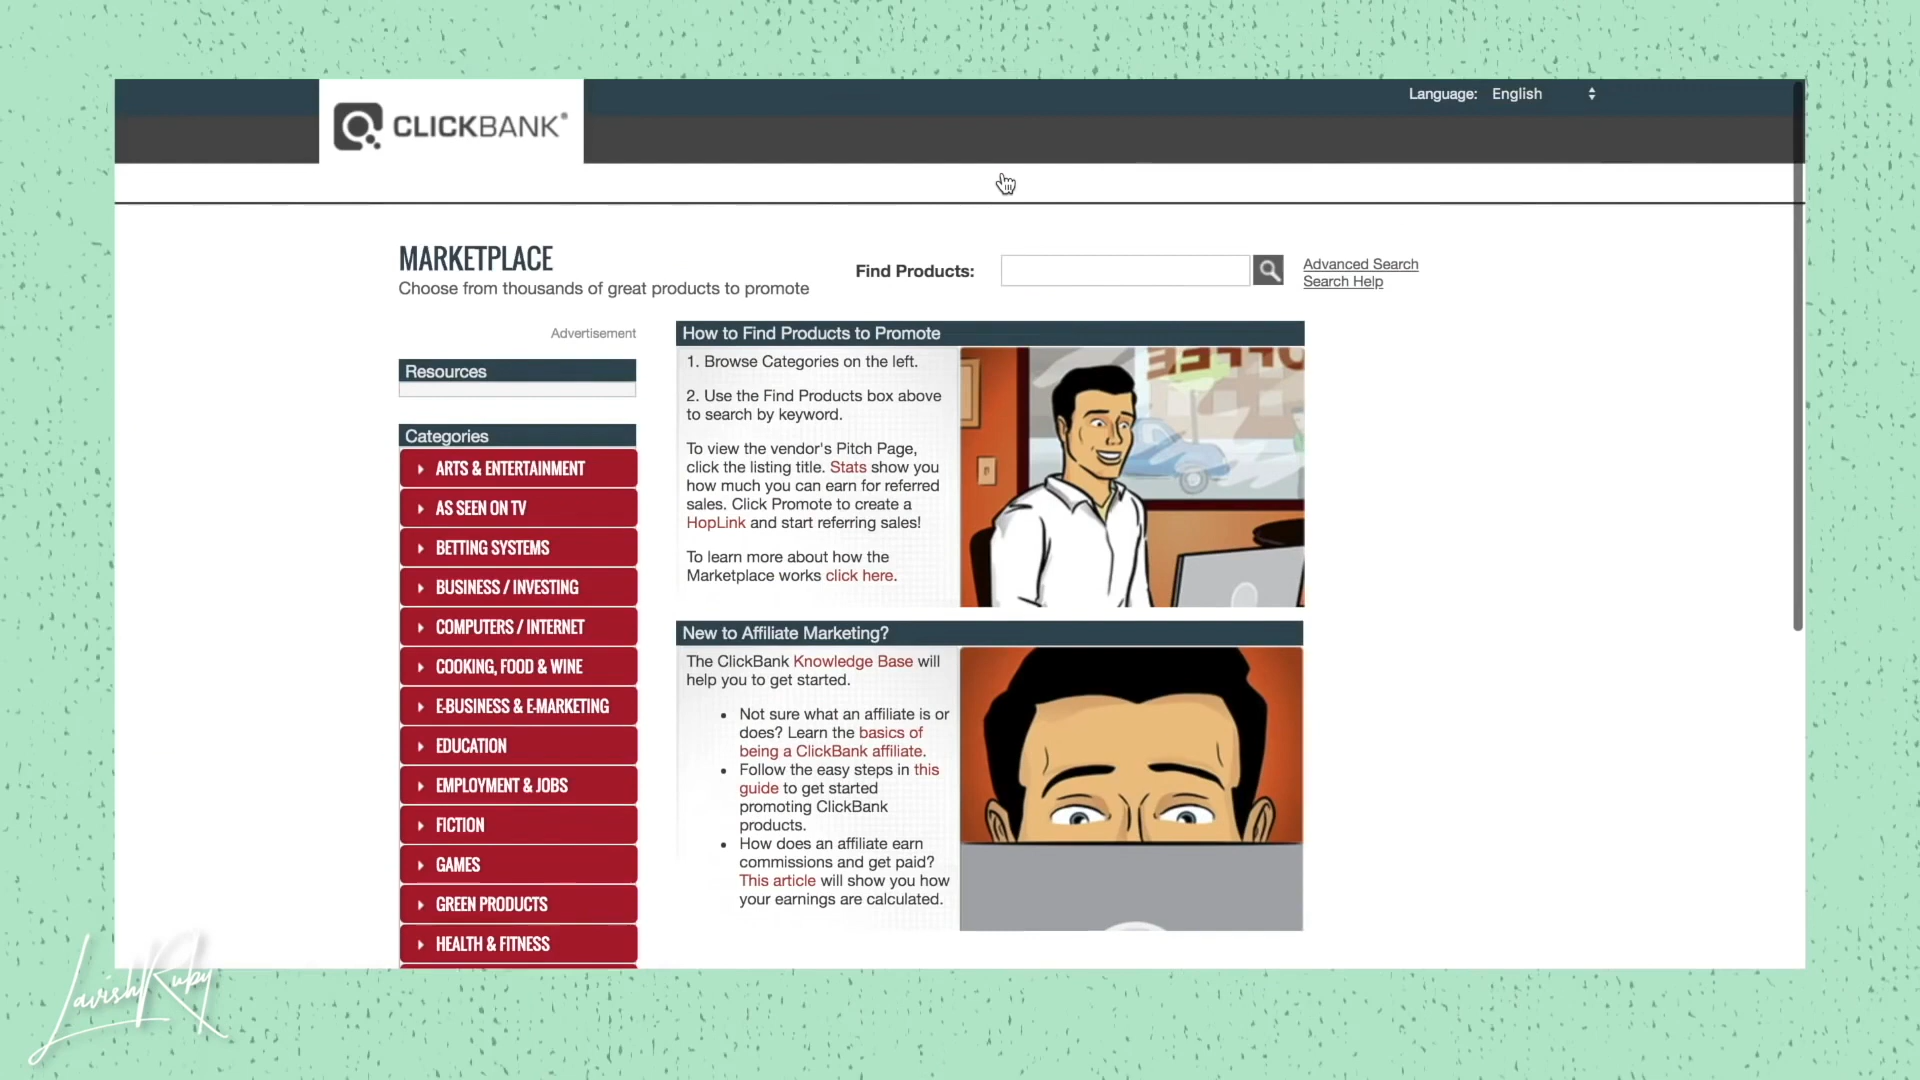 CLICKBANK
Language: English
MARKETPLACE
Choose from thousands of great products to promote
Find Products:
Advanced Search
Search Help
Advertisement
Resources
Categories
ARTS & ENTERTAINMENT
AS SEEN ON TV
BETTING SYSTEMS
BUSINESS / INVESTING
COMPUTERS / INTERNET
COOKING, FOOD & WINE
E-BUSINESS & E-MARKETING
EDUCATION
EMPLOYMENT & JOBS
FICTION
GAMES
GREEN PRODUCTS
HEALTH & FITNESS
How to Find Products to Promote
1. Browse Categories on the left.
2. Use the Find Products box above
to search by keyword.
To view the vendor's Pitch Page,
click the listing title. Stats show you
how much you can earn for referred
sales. Click Promote to create a
HopLink and start referring sales!
To learn more about how the
Marketplace works click here.
OFFEE
New to Affiliate Marketing?
The ClickBank Knowledge Base will
help you to get started.
• Not sure what an affiliate is or
does? Learn the basics of
being a ClickBank affiliate.
• Follow the easy steps in this
guide to get started
promoting ClickBank
products.
• How does an affiliate earn
commissions and get paid?
This article will show you how
your earnings are calculated.
LavishRuby